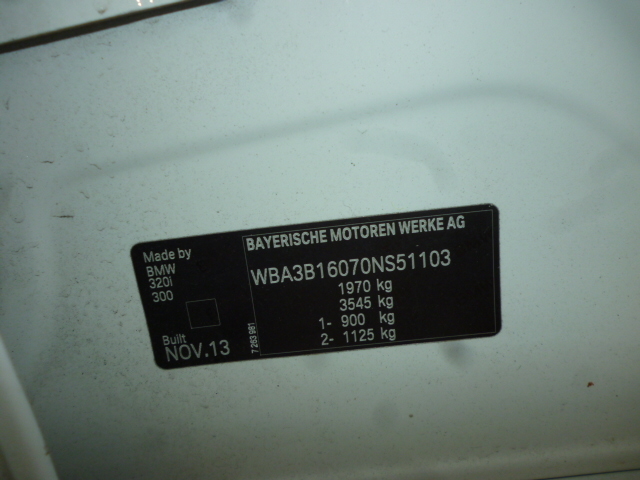 Made by
BMW
320i
300
Built
NOV.13
7 263 981
BAYERISCHE MOTOREN WERKE AG
WBA3B16070NS51103
1970 kg
3545 kg
1- 900 kg
2- 1125 kg